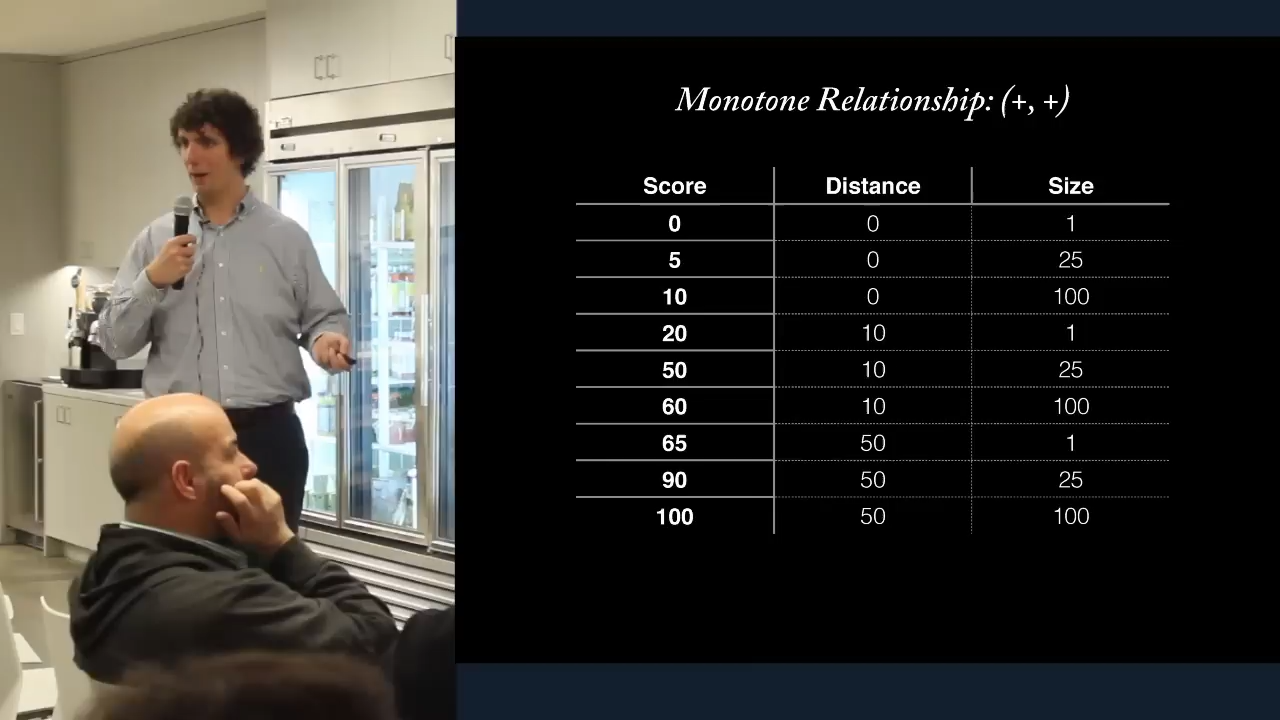 Monotone Relationship: (+, +)
Score Distance Size
0 0 1
5 0 25
10 0 100
20 10 1
50 10 25
60 10 100
65 50 1
90 50 25
100 50 100